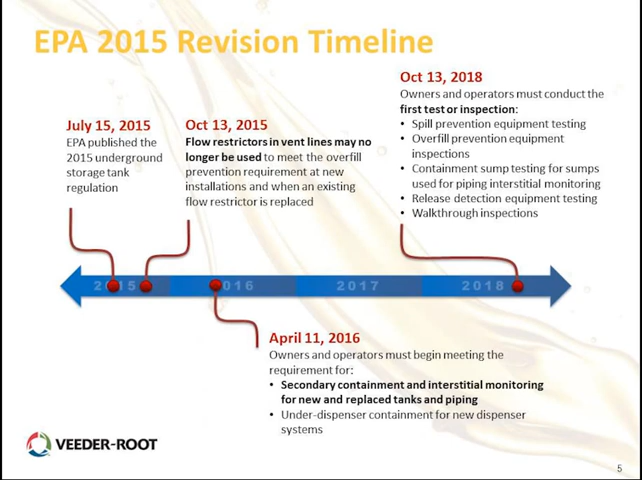 EPA 2015 Revision Timeline
July 15, 2015
EPA published the
2015 underground
storage tank
regulation
Oct 13, 2015
Flow restrictors in vent lines may no
longer be used to meet the overfill
prevention requirement at new
installations and when an existing
flow restrictor is replaced
Oct 13, 2018
Owners and operators must conduct the
first test or inspection:
• Spill prevention equipment testing
• Overfill prevention equipment
inspections
• Containment sump testing for sumps
used for piping interstitial monitoring
• Release detection equipment testing
• Walkthrough inspections
2015 2016 2017 2018
April 11, 2016
Owners and operators must begin meeting the
requirement for:
• Secondary containment and interstitial monitoring
for new and replaced tanks and piping
• Under-dispenser containment for new dispenser
systems
VEEDER-ROOT
5